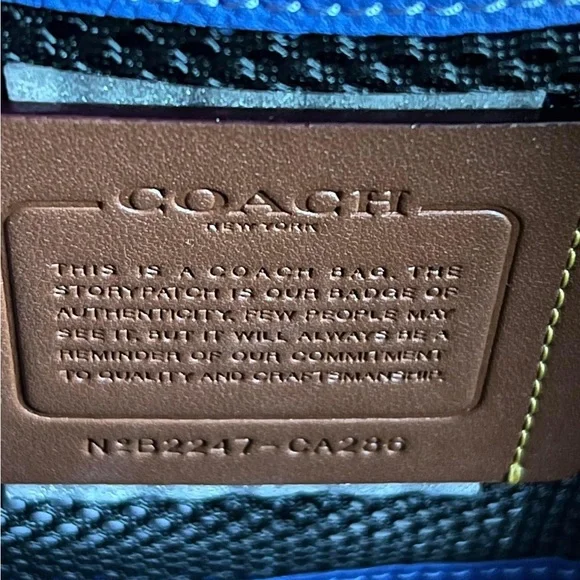 COACH
NEW YORK
THIS IS A COACH BAG. THE
STORYPATCH IS OUR BADGE OF
AUTHENTICITY. FEW PEOPLE MAY
SEE IT, BUT IT WILL ALWAYS BE A
REMINDER OF OUR COMMITMENT
TO QUALITY AND CRAFTSMANSHIP.
Nº2B2247-CA286